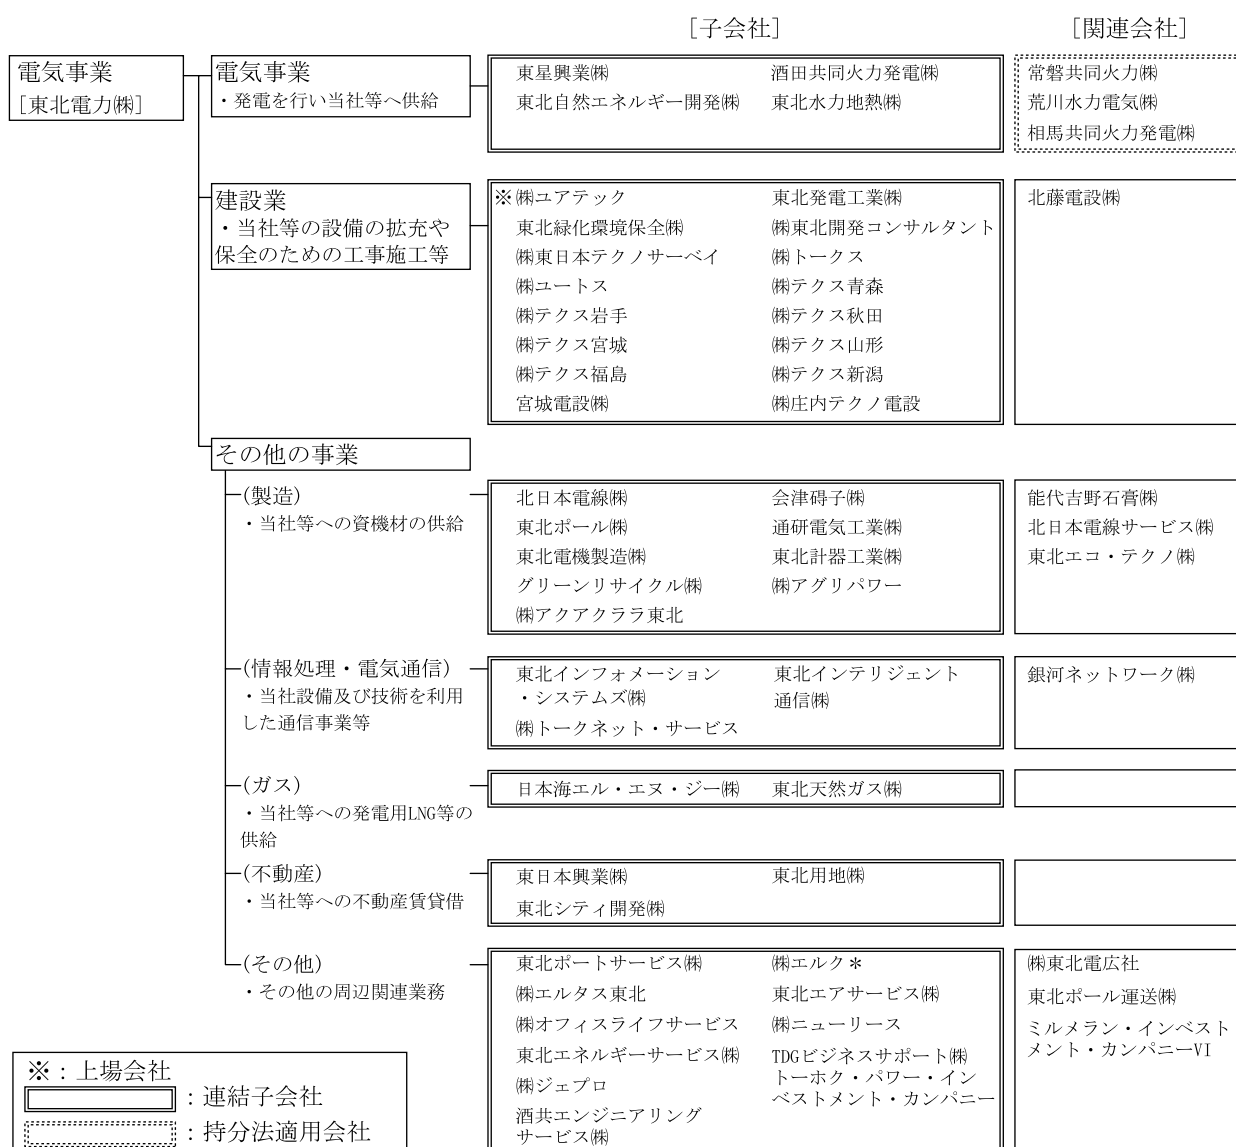 ［子会社］
［関連会社］
電気事業
［東北電力㈱］
電気事業
・発電を行い当社等へ供給
東星興業㈱
酒田共同火力発電㈱
東北自然エネルギー開発㈱
東北水力地熱㈱
常磐共同火力㈱
荒川水力電気㈱
相馬共同火力発電㈱
建設業
・当社等の設備の拡充や
保全のための工事施工等
※㈱ユアテック
東北発電工業㈱
東北緑化環境保全㈱
㈱東北開発コンサルタント
㈱東日本テクノサーベイ
㈱トークス
㈱ユートス
㈱テクス青森
㈱テクス岩手
㈱テクス秋田
㈱テクス宮城
㈱テクス山形
㈱テクス福島
㈱テクス新潟
宮城電設㈱
㈱庄内テクノ電設
北藤電設㈱
その他の事業
(製造)
・当社等への資機材の供給
北日本電線㈱
会津碍子㈱
東北ポール㈱
通研電気工業㈱
東北電機製造㈱
東北計器工業㈱
グリーンリサイクル㈱
㈱アグリパワー
㈱アクアクララ東北
能代吉野石膏㈱
北日本電線サービス㈱
東北エコ・テクノ㈱
(情報処理・電気通信)
・当社設備及び技術を利用
した通信事業等
東北インフォメーション
・システムズ㈱
東北インテリジェント
通信㈱
㈱トークネット・サービス
銀河ネットワーク㈱
(ガス)
・当社等への発電用LNG等の
供給
日本海エル・エヌ・ジー㈱
東北天然ガス㈱
(不動産)
・当社等への不動産賃貸借
東日本興業㈱
東北用地㈱
東北シティ開発㈱
(その他)
・その他の周辺関連業務
東北ポートサービス㈱
㈱エルク＊
㈱エルタス東北
東北エアサービス㈱
㈱オフィスライフサービス
㈱ニューリース
東北エネルギーサービス㈱
TDGビジネスサポート㈱
㈱ジェプロ
トーホク・パワー・イン
ベストメント・カンパニー
酒共エンジニアリング
サービス㈱
㈱東北電広社
東北ポール運送㈱
ミルメラン・インベスト
メント・カンパニーVI
※：上場会社
：連結子会社
：持分法適用会社